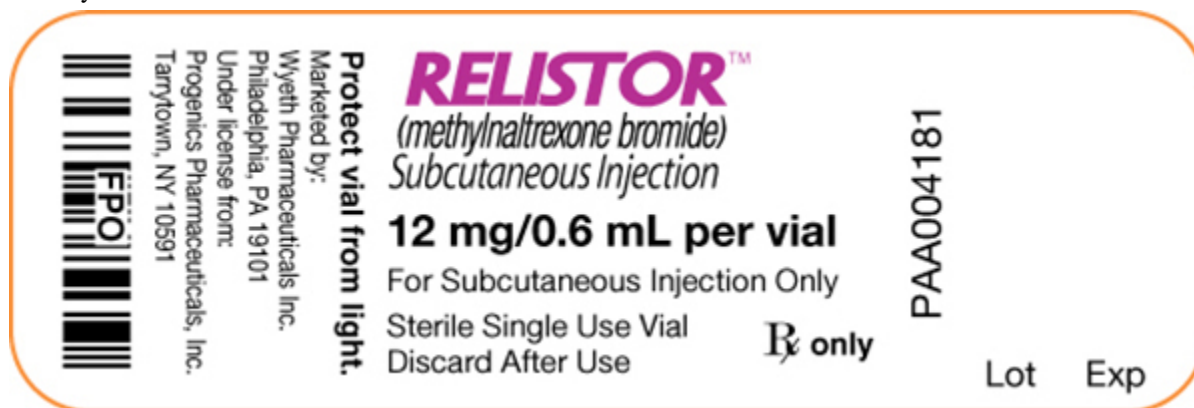 RELISTOR™
(methylnaltrexone bromide)
Subcutaneous Injection
12 mg/0.6 mL per vial
For Subcutaneous Injection Only
Sterile Single Use Vial
Discard After Use
Rx only
Protect vial from light.
Marketed by:
Wyeth Pharmaceuticals Inc.
Philadelphia, PA 19101
Under license from:
Progenics Pharmaceuticals, Inc.
Tarrytown, NY 10591
FPO
PAA004181
Lot Exp